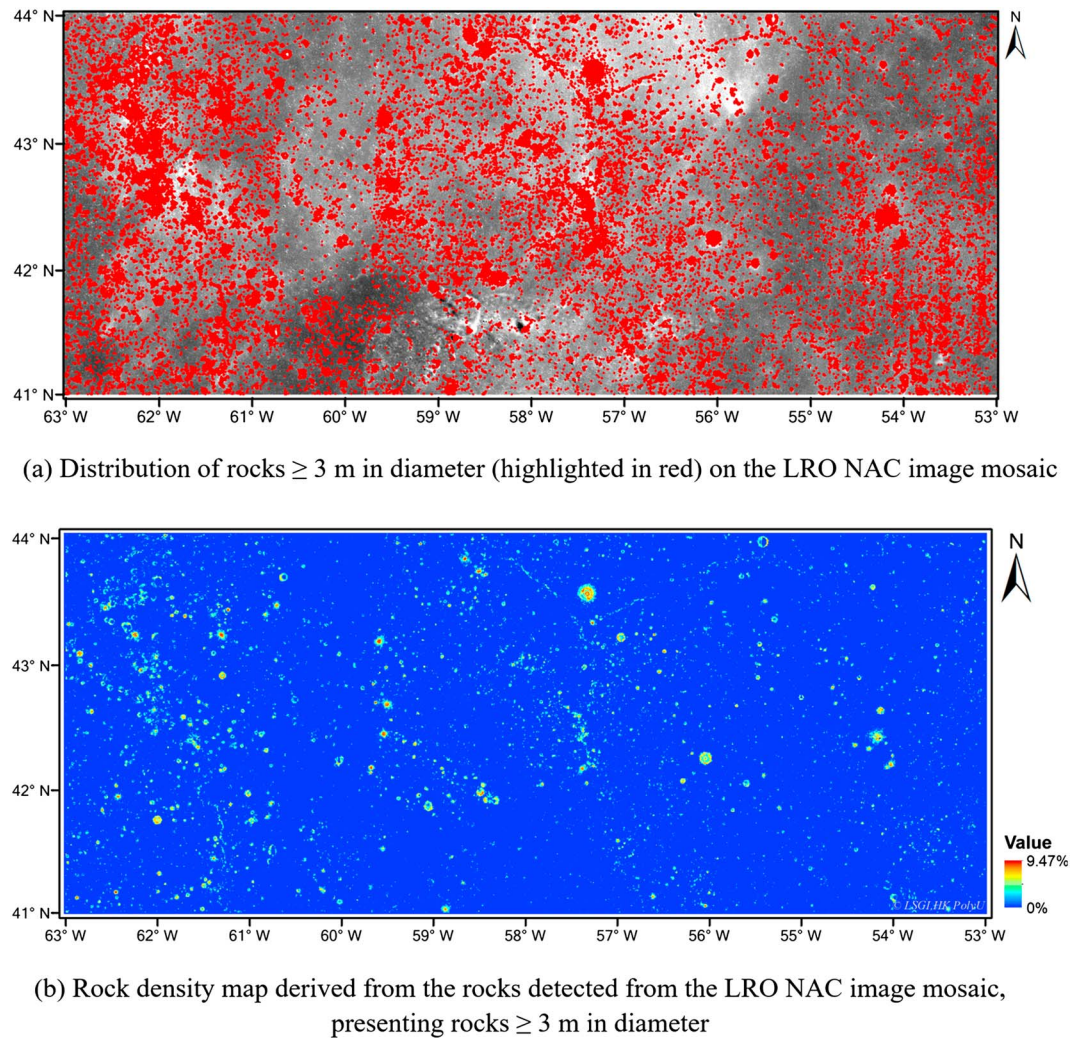 44° N
N
43° N
42° N
41° N
63° W 62° W 61° W 60° W 59° W 58° W 57° W 56° W 55° W 54° W 53° W
(a) Distribution of rocks ≥ 3 m in diameter (highlighted in red) on the LRO NAC image mosaic
44° N
N
43° N
42° N
Value
9.47%
0%
41° N
© LSGI,HK PolyU
63° W 62° W 61° W 60° W 59° W 58° W 57° W 56° W 55° W 54° W 53° W
(b) Rock density map derived from the rocks detected from the LRO NAC image mosaic,
presenting rocks ≥ 3 m in diameter